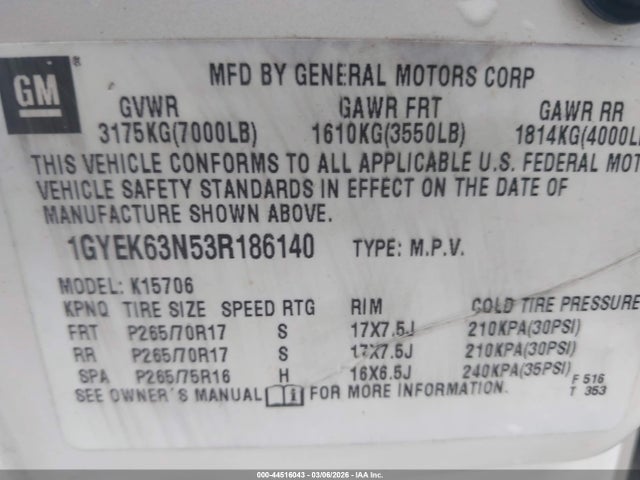 GM ®
MFD BY GENERAL MOTORS CORP
GVWR GAWR FRT GAWR RR
3175KG(7000LB) 1610KG(3550LB) 1814KG(4000L
THIS VEHICLE CONFORMS TO ALL APPLICABLE U.S. FEDERAL MOT
VEHICLE SAFETY STANDARDS IN EFFECT ON THE DATE OF
MANUFACTURE SHOWN ABOVE.
1GYEK63N53R186140 TYPE: M.P.V.
MODEL: K15706
KPNQ TIRE SIZE SPEED RTG RIM COLD TIRE PRESSURE
FRT P265/70R17 S 17X7.5J 210KPA(30PSI)
RR P265/70R17 S 17X7.5J 210KPA(30PSI)
SPA P265/75R16 H 16X6.5J 240KPA(35PSI)
SEE OWNER'S MANUAL FOR MORE INFORMATION.
F 516
T 353
000-44516043 - 03/06/2026 - IAAI.COM